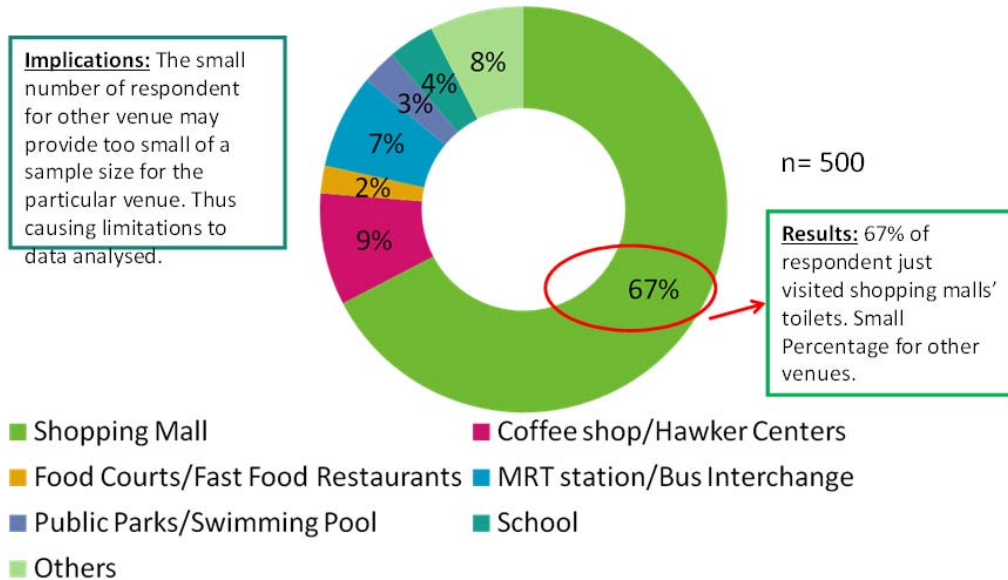 Implications: The small
number of respondent
for other venue may
provide too small of a
sample size for the
particular venue. Thus
causing limitations to
data analysed.
8%
4%
3%
7%
2%
9%
67%
n= 500
Results: 67% of
respondent just
visited shopping malls’
toilets. Small
Percentage for other
venues.
Shopping Mall
Coffee shop/Hawker Centers
Food Courts/Fast Food Restaurants
MRT station/Bus Interchange
Public Parks/Swimming Pool
School
Others